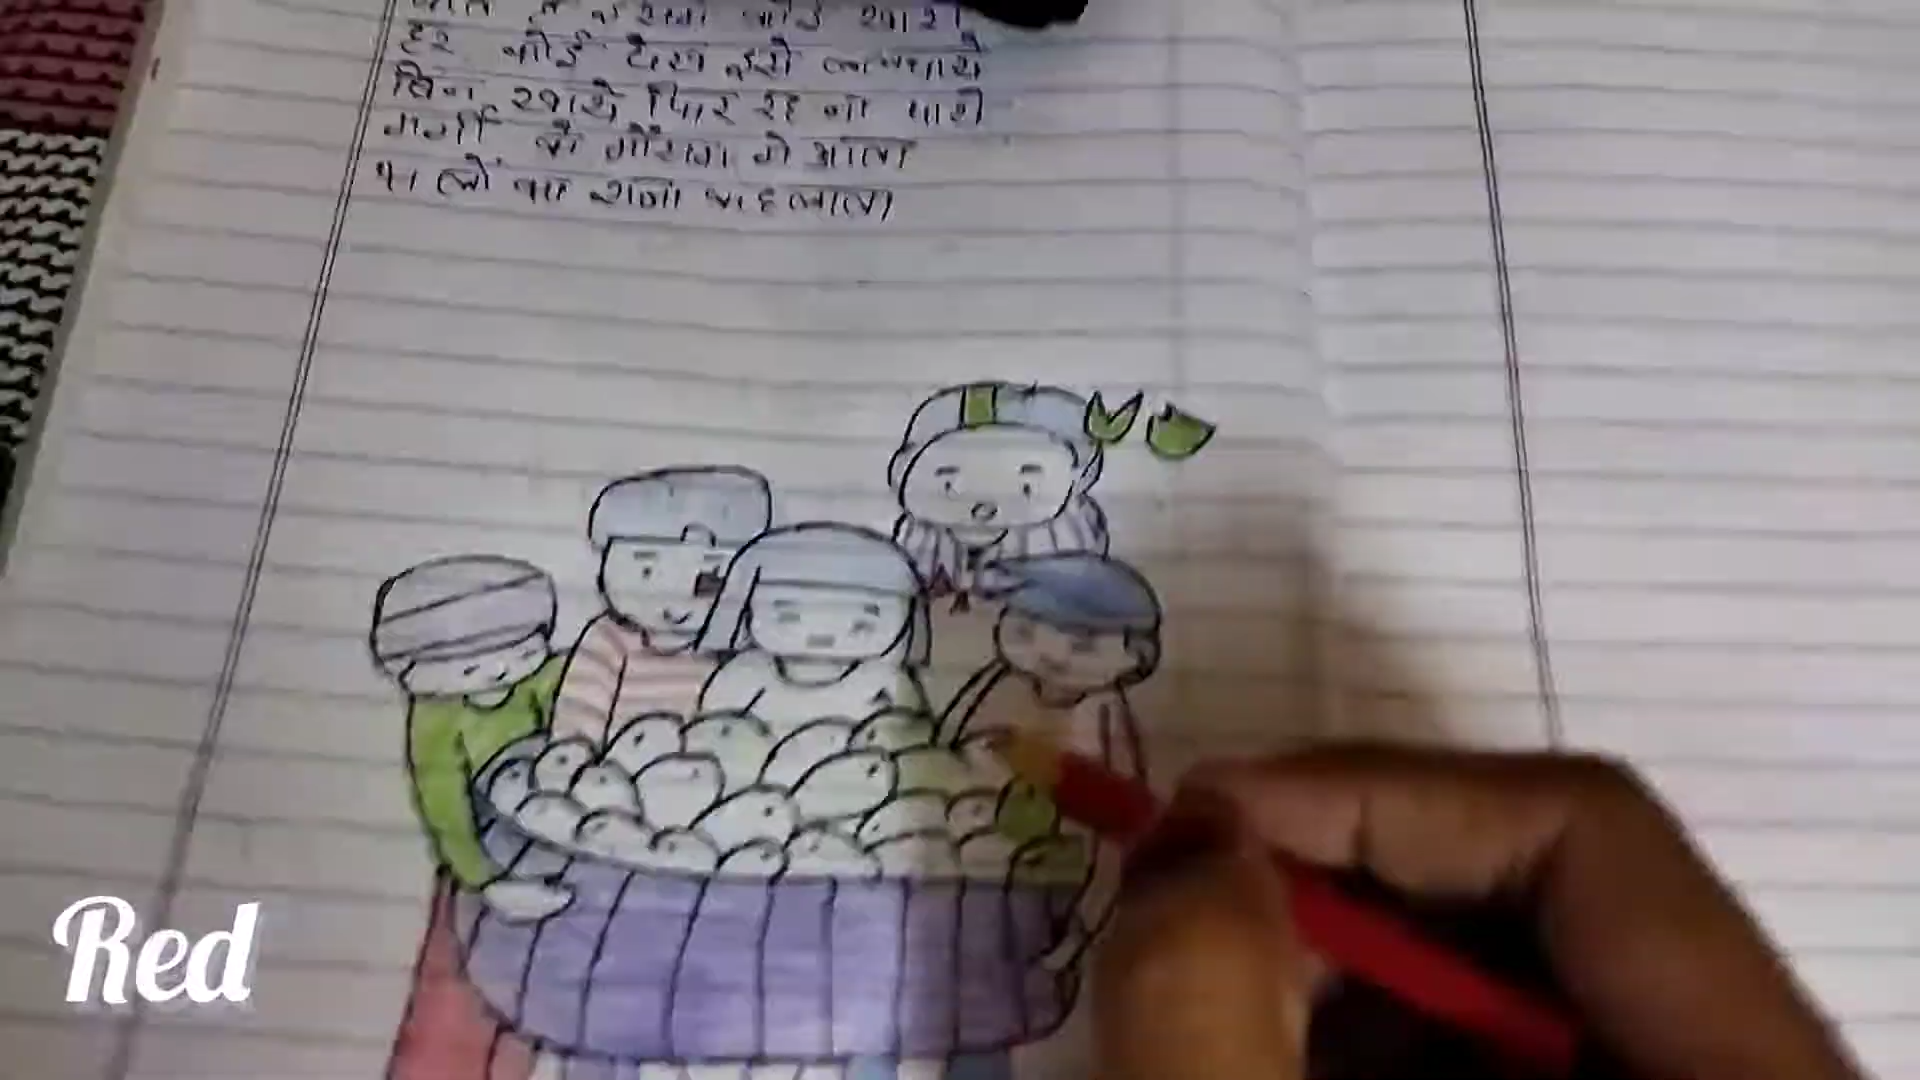 हर कोई देख इसे ललचाये
बिन खाये फिर रह ना पाये
गर्मी के मौसम में आता
फलों का राजा कहलाता
Red